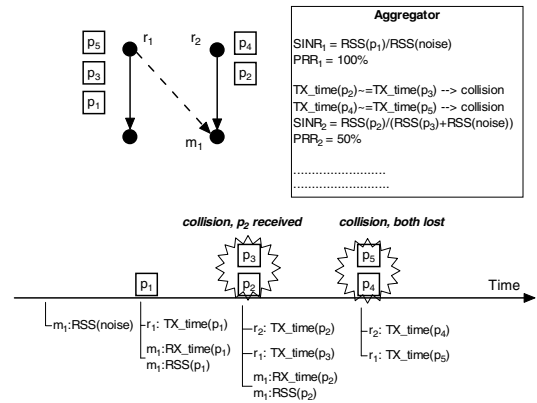 p5 r1 r2 p4
p3 p2
p1
m1
Aggregator
SINR1 = RSS(p1)/RSS(noise)
PRR1 = 100%
TX_time(p2)~=TX_time(p3) --> collision
TX_time(p4)~=TX_time(p5) --> collision
SINR2 = RSS(p2)/(RSS(p3)+RSS(noise))
PRR2 = 50%
..........................
...........................
collision, p2 received collision, both lost
p3 p5
p1 p2 p4 Time
m1:RSS(noise) r1: TX_time(p1) r2: TX_time(p2) r2: TX_time(p4)
m1:RX_time(p1) r1: TX_time(p3) r1: TX_time(p5)
m1:RSS(p1)
m1:RX_time(p2)
m1:RSS(p2)